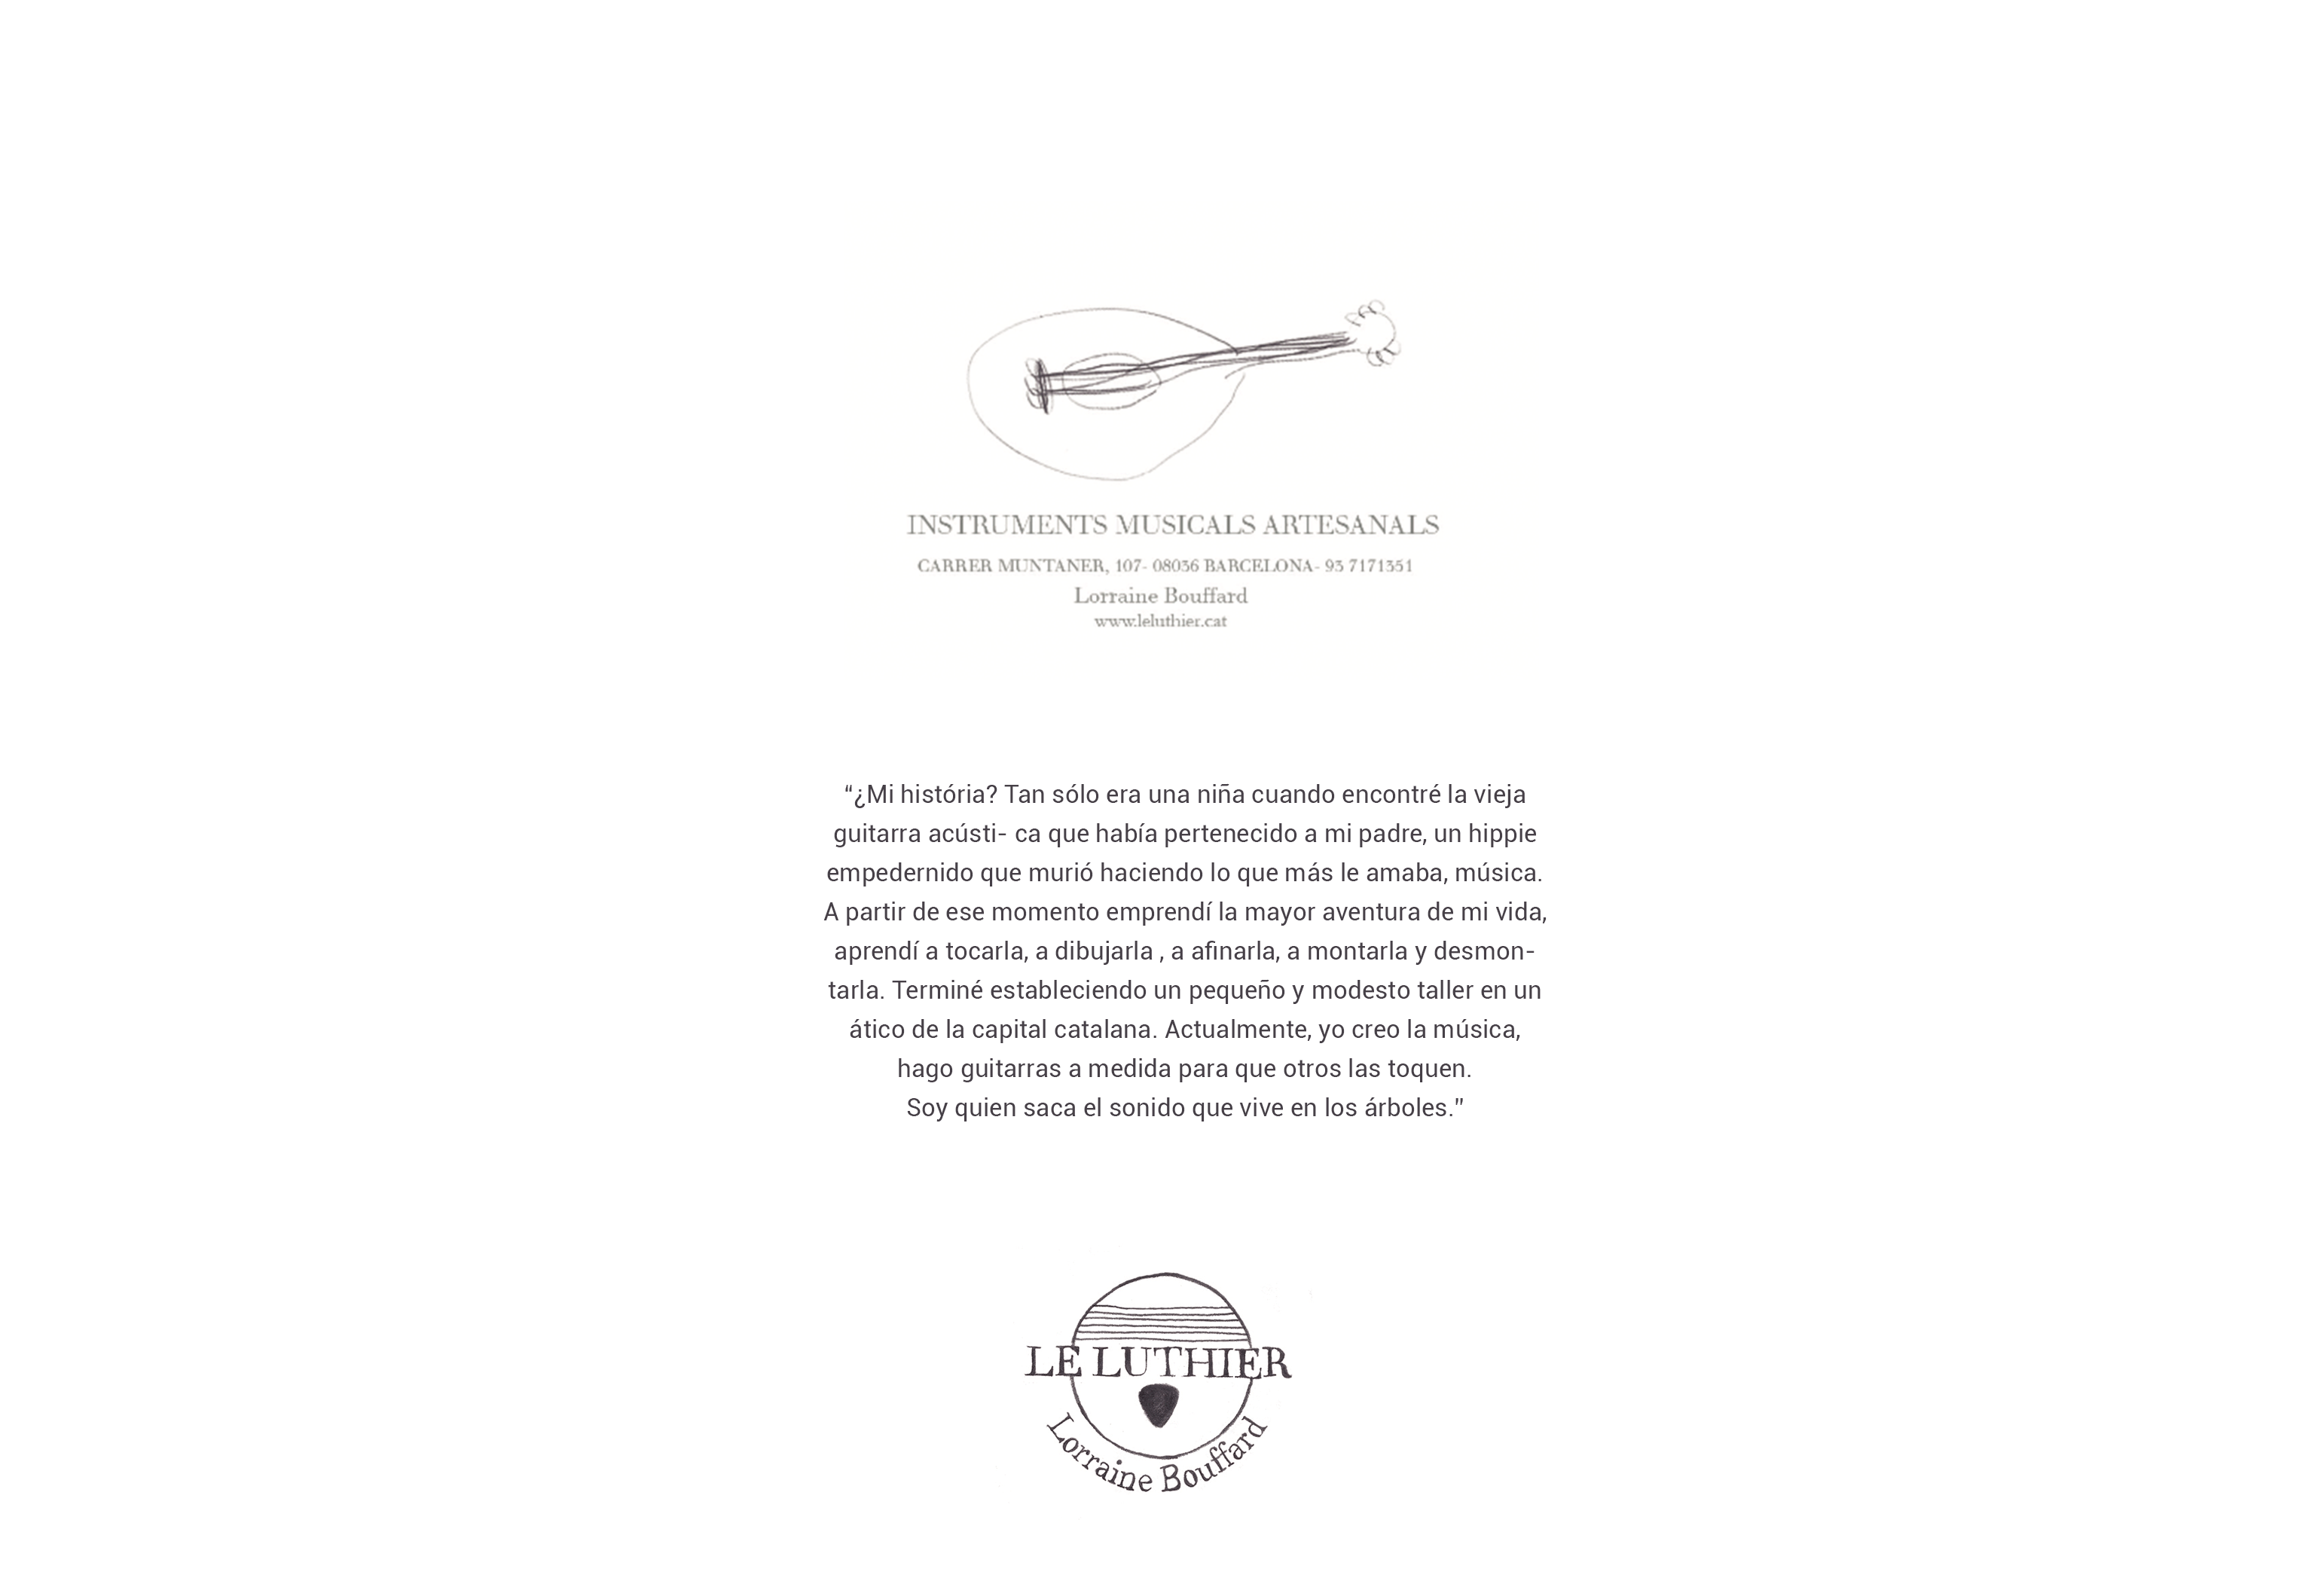 INSTRUMENTS MUSICALS ARTESANALS
CARRER MUNTANER, 107- 08036 BARCELONA- 93 7171351
Lorraine Bouffard
www.leluthier.cat
“¿Mi história? Tan sólo era una niña cuando encontré la vieja
guitarra acústi- ca que había pertenecido a mi padre, un hippie
empedernido que murió haciendo lo que más le amaba, música.
A partir de ese momento emprendí la mayor aventura de mi vida,
aprendí a tocarla, a dibujarla , a afinarla, a montarla y desmon-
tarla. Terminé estableciendo un pequeño y modesto taller en un
ático de la capital catalana. Actualmente, yo creo la música,
hago guitarras a medida para que otros las toquen.
Soy quien saca el sonido que vive en los árboles.”
LE LUTHIER
Lorraine Bouffard